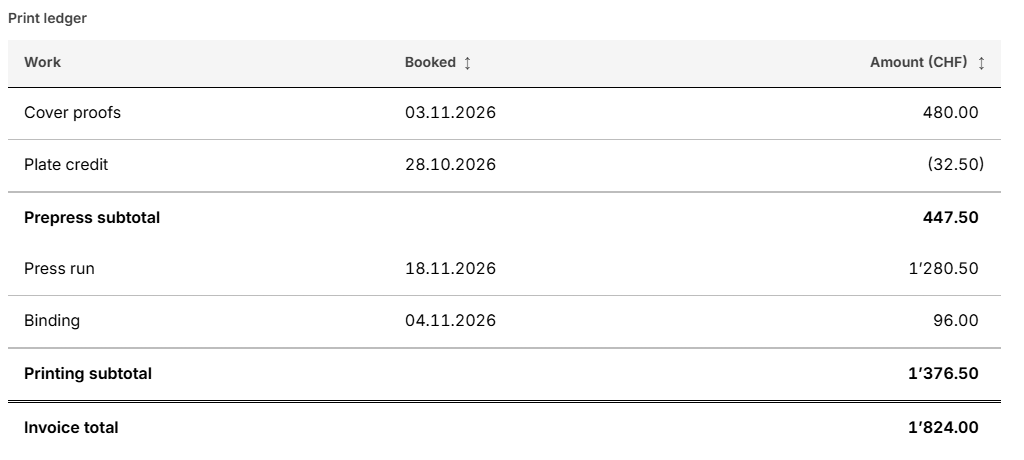 Print ledger
Work Booked ↕ Amount (CHF) ↕
Cover proofs 03.11.2026 480.00
Plate credit 28.10.2026 (32.50)
Prepress subtotal 447.50
Press run 18.11.2026 1’280.50
Binding 04.11.2026 96.00
Printing subtotal 1’376.50
Invoice total 1’824.00